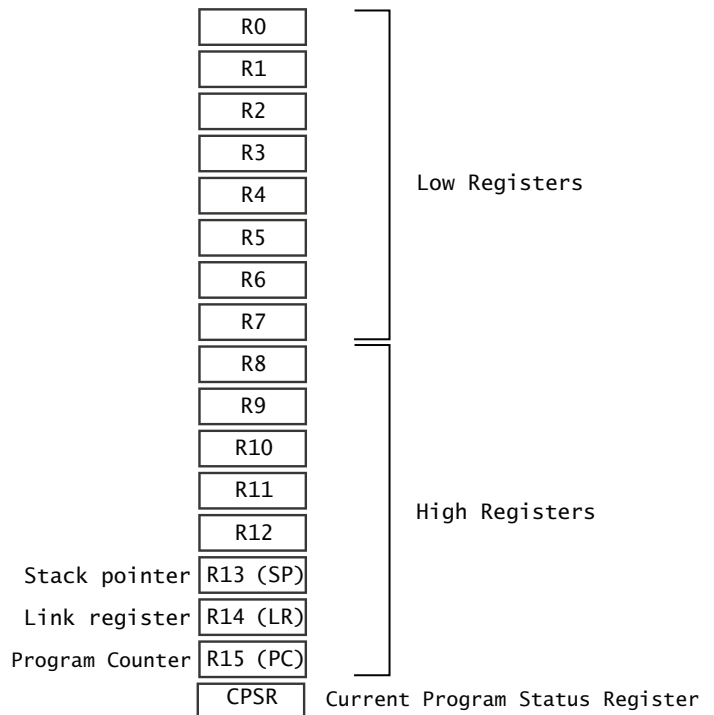 R0
R1
R2
R3
R4
Low Registers
R5
R6
R7
R8
R9
R10
R11
High Registers
R12
Stack pointer R13 (SP)
Link register R14 (LR)
Program Counter R15 (PC)
CPSR Current Program Status Register